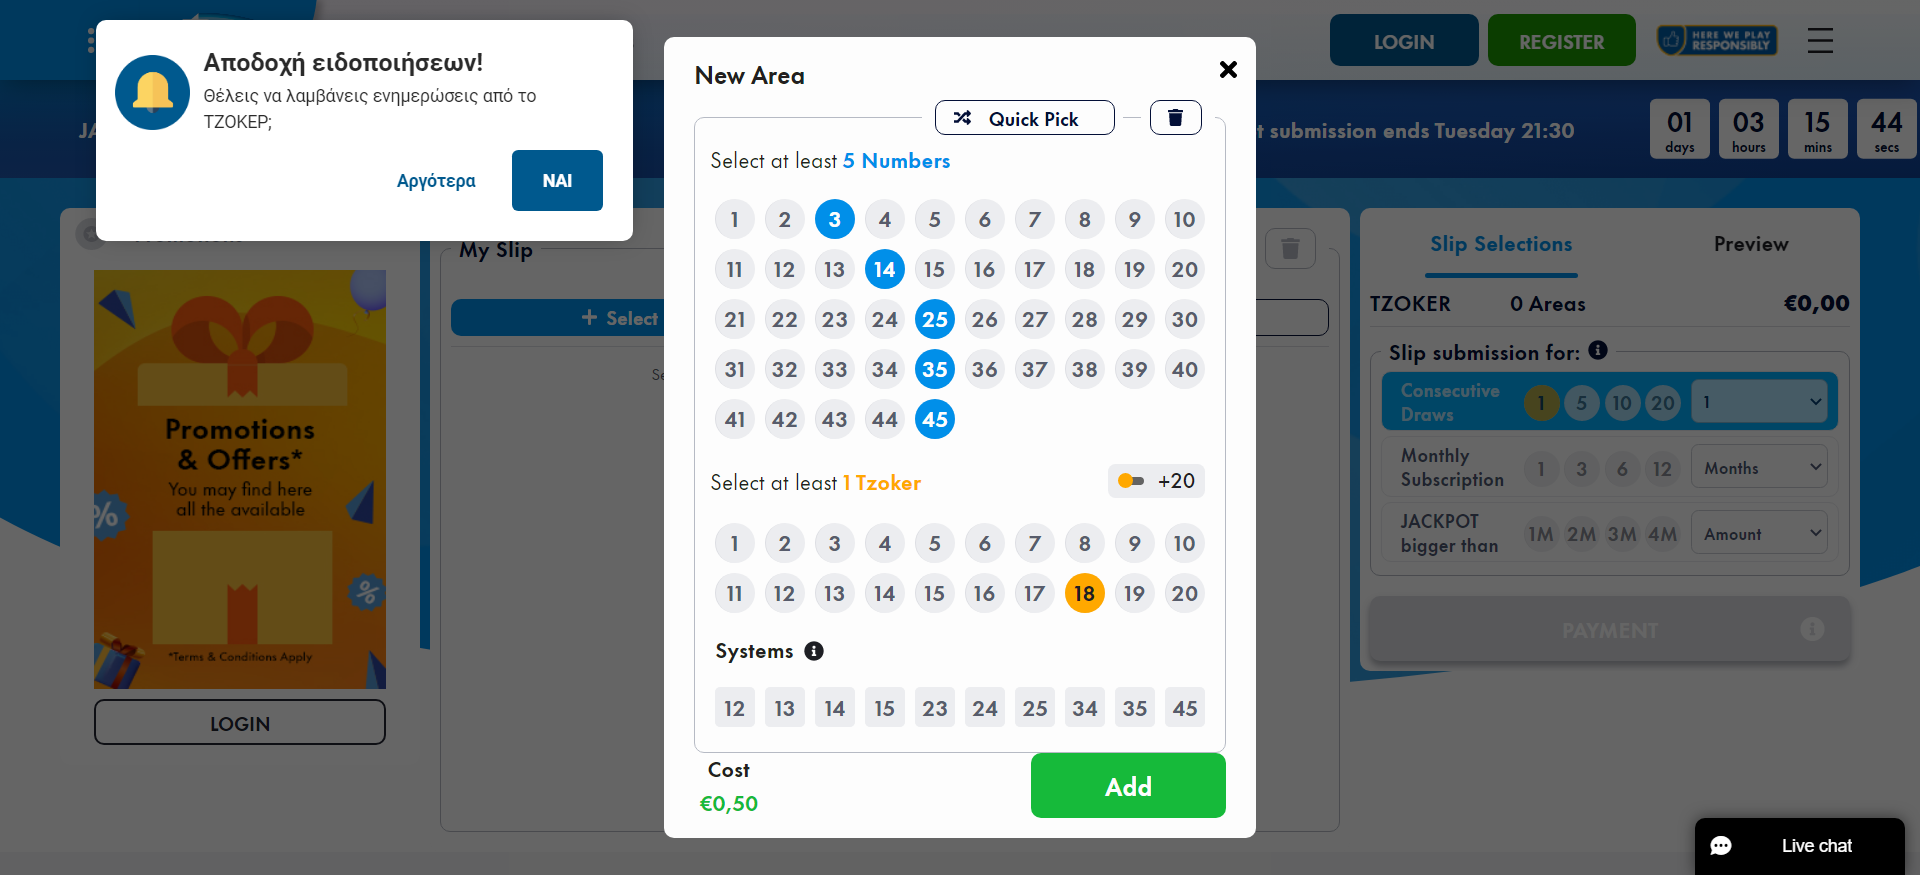 Αποδοχή ειδοποιήσεων!
Θέλεις να λαμβάνεις ενημερώσεις από το
ΤΖΟΚΕΡ;
Αργότερα
ΝΑΙ
LOGIN
REGISTER
HERE WE PLAY
RESPONSIBLY
t submission ends Tuesday 21:30
01
days
03
hours
15
mins
44
secs
Promotions
& Offers*
You may find here
all the available
%
%
*Terms & Conditions Apply
LOGIN
My Slip
+ Select
New Area
Quick Pick
Select at least 5 Numbers
1 2 3 4 5 6 7 8 9 10
11 12 13 14 15 16 17 18 19 20
21 22 23 24 25 26 27 28 29 30
31 32 33 34 35 36 37 38 39 40
41 42 43 44 45
Select at least 1 Tzoker
+20
1 2 3 4 5 6 7 8 9 10
11 12 13 14 15 16 17 18 19 20
Systems
12 13 14 15 23 24 25 34 35 45
Cost
€0,50
Add
Slip Selections
Preview
TZOKER 0 Areas €0,00
Slip submission for:
Consecutive
Draws
1 5 10 20
1
Monthly
Subscription
1 3 6 12
Months
JACKPOT
bigger than
1M 2M 3M 4M
Amount
PAYMENT
Live chat